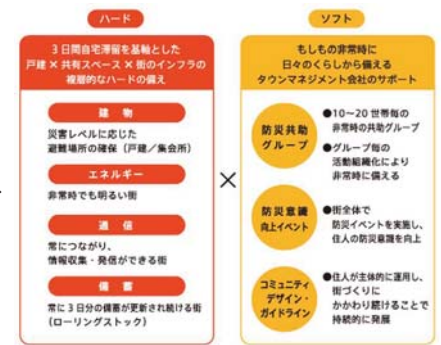 ハード
3日間自宅滞留を基軸とした
戸建×共有スペース×街のインフラの
複層的なハードの備え
建物
災害レベルに応じた
避難場所の確保（戸建／集会所）
エネルギー
非常時でも明るい街
通信
常につながり、
情報収集・発信ができる街
備蓄
常に3日分の備蓄が更新され続ける街
（ローリングストック）
×
ソフト
もしもの非常時に
日々のくらしから備える
タウンマネジメント会社のサポート
防災共助
グループ
●10〜20世帯毎の
非常時の共助グループ
●グループ毎の
活動組織化により
非常時に備える
防災意識
向上イベント
●街全体で
防災イベントを実施し、
住人の防災意識を向上
コミュニティ
デザイン・
ガイドライン
●住人が主体的に運用し、
街づくりに
かかわり続けることで
持続的に発展